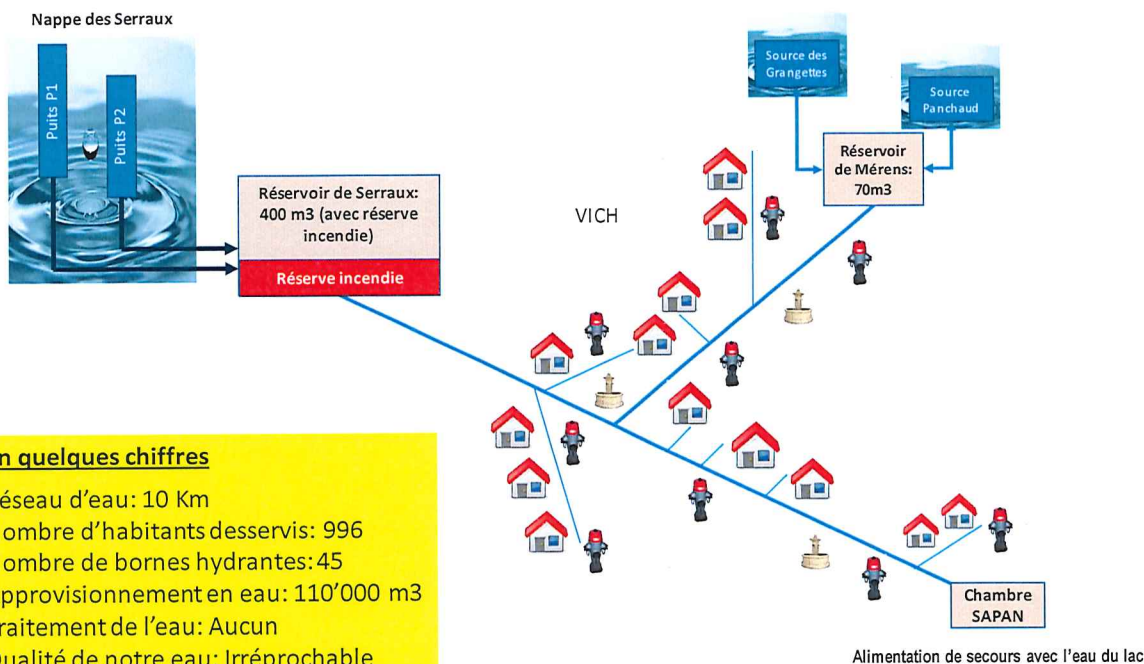 Nappe des Serraux
Puits P1
Puits P2
Réservoir de Serraux:
400 m3 (avec réserve
incendie)
Réserve incendie
VICH
Source des
Grangettes
Source
Panchaud
Réservoir
de Mérens:
70m3
Chambre
SAPAN
Alimentation de secours avec l'eau du lac
n quelques chiffres
éseau d'eau: 10 Km
ombre d'habitants desservis: 996
ombre de bornes hydrantes: 45
pprovisionnement en eau: 110'000 m3
raitement de l'eau: Aucun
Qualité de notre eau: Irréprochable